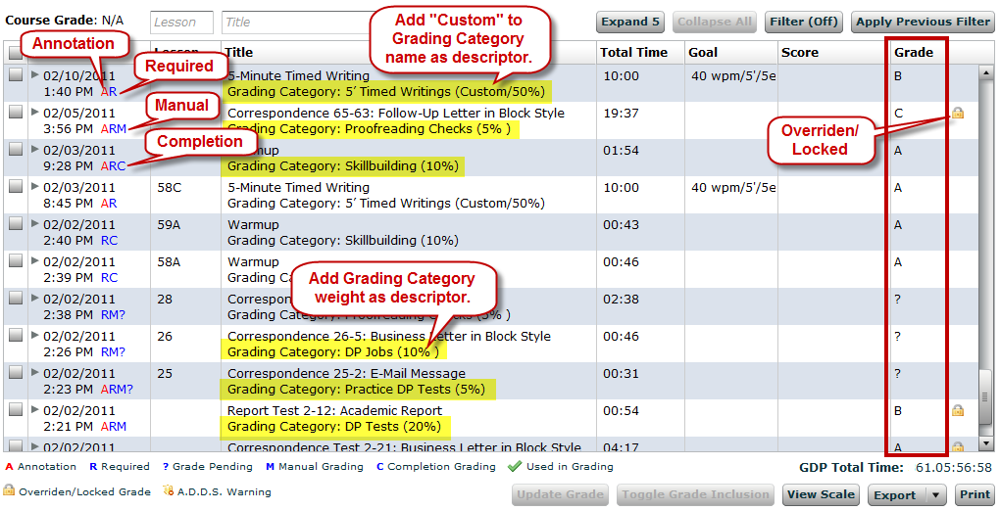 Course Grade: N/A
Lesson
Title
Expand 5
Collapse All
Filter (Off)
Apply Previous Filter
Add "Custom" to
Grading Category
name as descriptor.
Annotation
Required
Manual
Completion
Overriden/
Locked
Add Grading Category
weight as descriptor.
Title Total Time Goal Score Grade
02/10/2011 5-Minute Timed Writing 10:00 40 wpm/5'/5e B
1:40 PM AR Grading Category: 5′ Timed Writings (Custom/50%)
02/05/2011 Correspondence 65-63: Follow-Up Letter in Block Style 19:37 C
3:56 PM ARM Grading Category: Proofreading Checks (5% )
02/03/2011 01:54 A
9:28 PM ARC Grading Category: Skillbuilding (10%)
02/03/2011 58C 5-Minute Timed Writing 10:00 40 wpm/5'/5e A
8:45 PM AR Grading Category: 5′ Timed Writings (Custom/50%)
02/02/2011 59A Warmup 00:43 A
2:40 PM RC Grading Category: Skillbuilding (10%)
02/02/2011 58A Warmup 00:46 A
2:39 PM RC Grading
02/02/2011 28 02:38 ?
2:38 PM RM? Grading
02/02/2011 26 Correspondence 26-5: Business Letter in Block Style 00:46 ?
2:26 PM RM? Grading Category: DP Jobs (10% )
02/02/2011 25 Correspondence 25-2: E-Mail Message 00:31 ?
2:23 PM ARM? Grading Category: Practice DP Tests (5%)
02/02/2011 Report Test 2-12: Academic Report 00:54 B
2:21 PM ARM Grading Category: DP Tests (20%)
02/02/2011 Correspondence Test 2-21: Business Letter in Block Style 04:17 A
A Annotation R Required ? Grade Pending M Manual Grading C Completion Grading Used in Grading
GDP Total Time: 61.05:56:58
Overriden/Locked Grade A.D.D.S. Warning
Update Grade
Toggle Grade Inclusion
View Scale
Export
Print